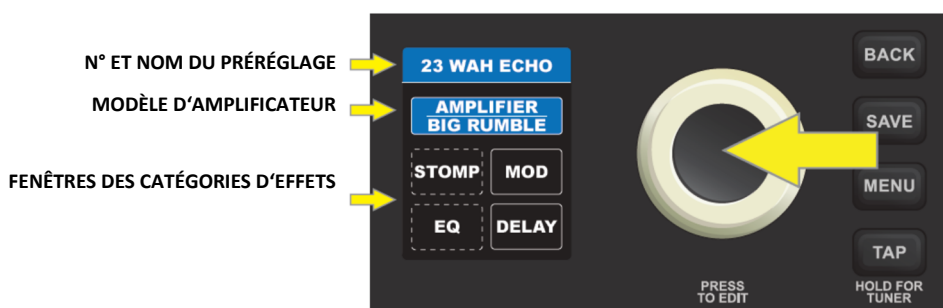 N° ET NOM DU PRÉRÉGLAGE
MODÈLE D‘AMPLIFICATEUR
FENÊTRES DES CATÉGORIES D‘EFFETS
23 WAH ECHO
AMPLIFIER
BIG RUMBLE
STOMP MOD
EQ DELAY
PRESS
TO EDIT
BACK
SAVE
MENU
TAP
HOLD FOR
TUNER